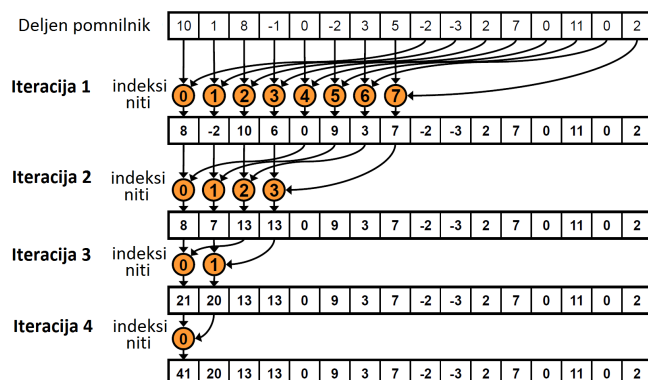 Deljen pomnilnik 10 1 8 -1 0 -2 3 5 -2 -3 2 7 0 11 0 2
Iteracija 1 indeksi niti 0 1 2 3 4 5 6 7
8 -2 10 6 0 9 3 7 -2 -3 2 7 0 11 0 2
Iteracija 2 indeksi niti 0 1 2 3
8 7 13 13 0 9 3 7 -2 -3 2 7 0 11 0 2
Iteracija 3 indeksi niti 0 1
21 20 13 13 0 9 3 7 -2 -3 2 7 0 11 0 2
Iteracija 4 indeksi niti 0
41 20 13 13 0 9 3 7 -2 -3 2 7 0 11 0 2